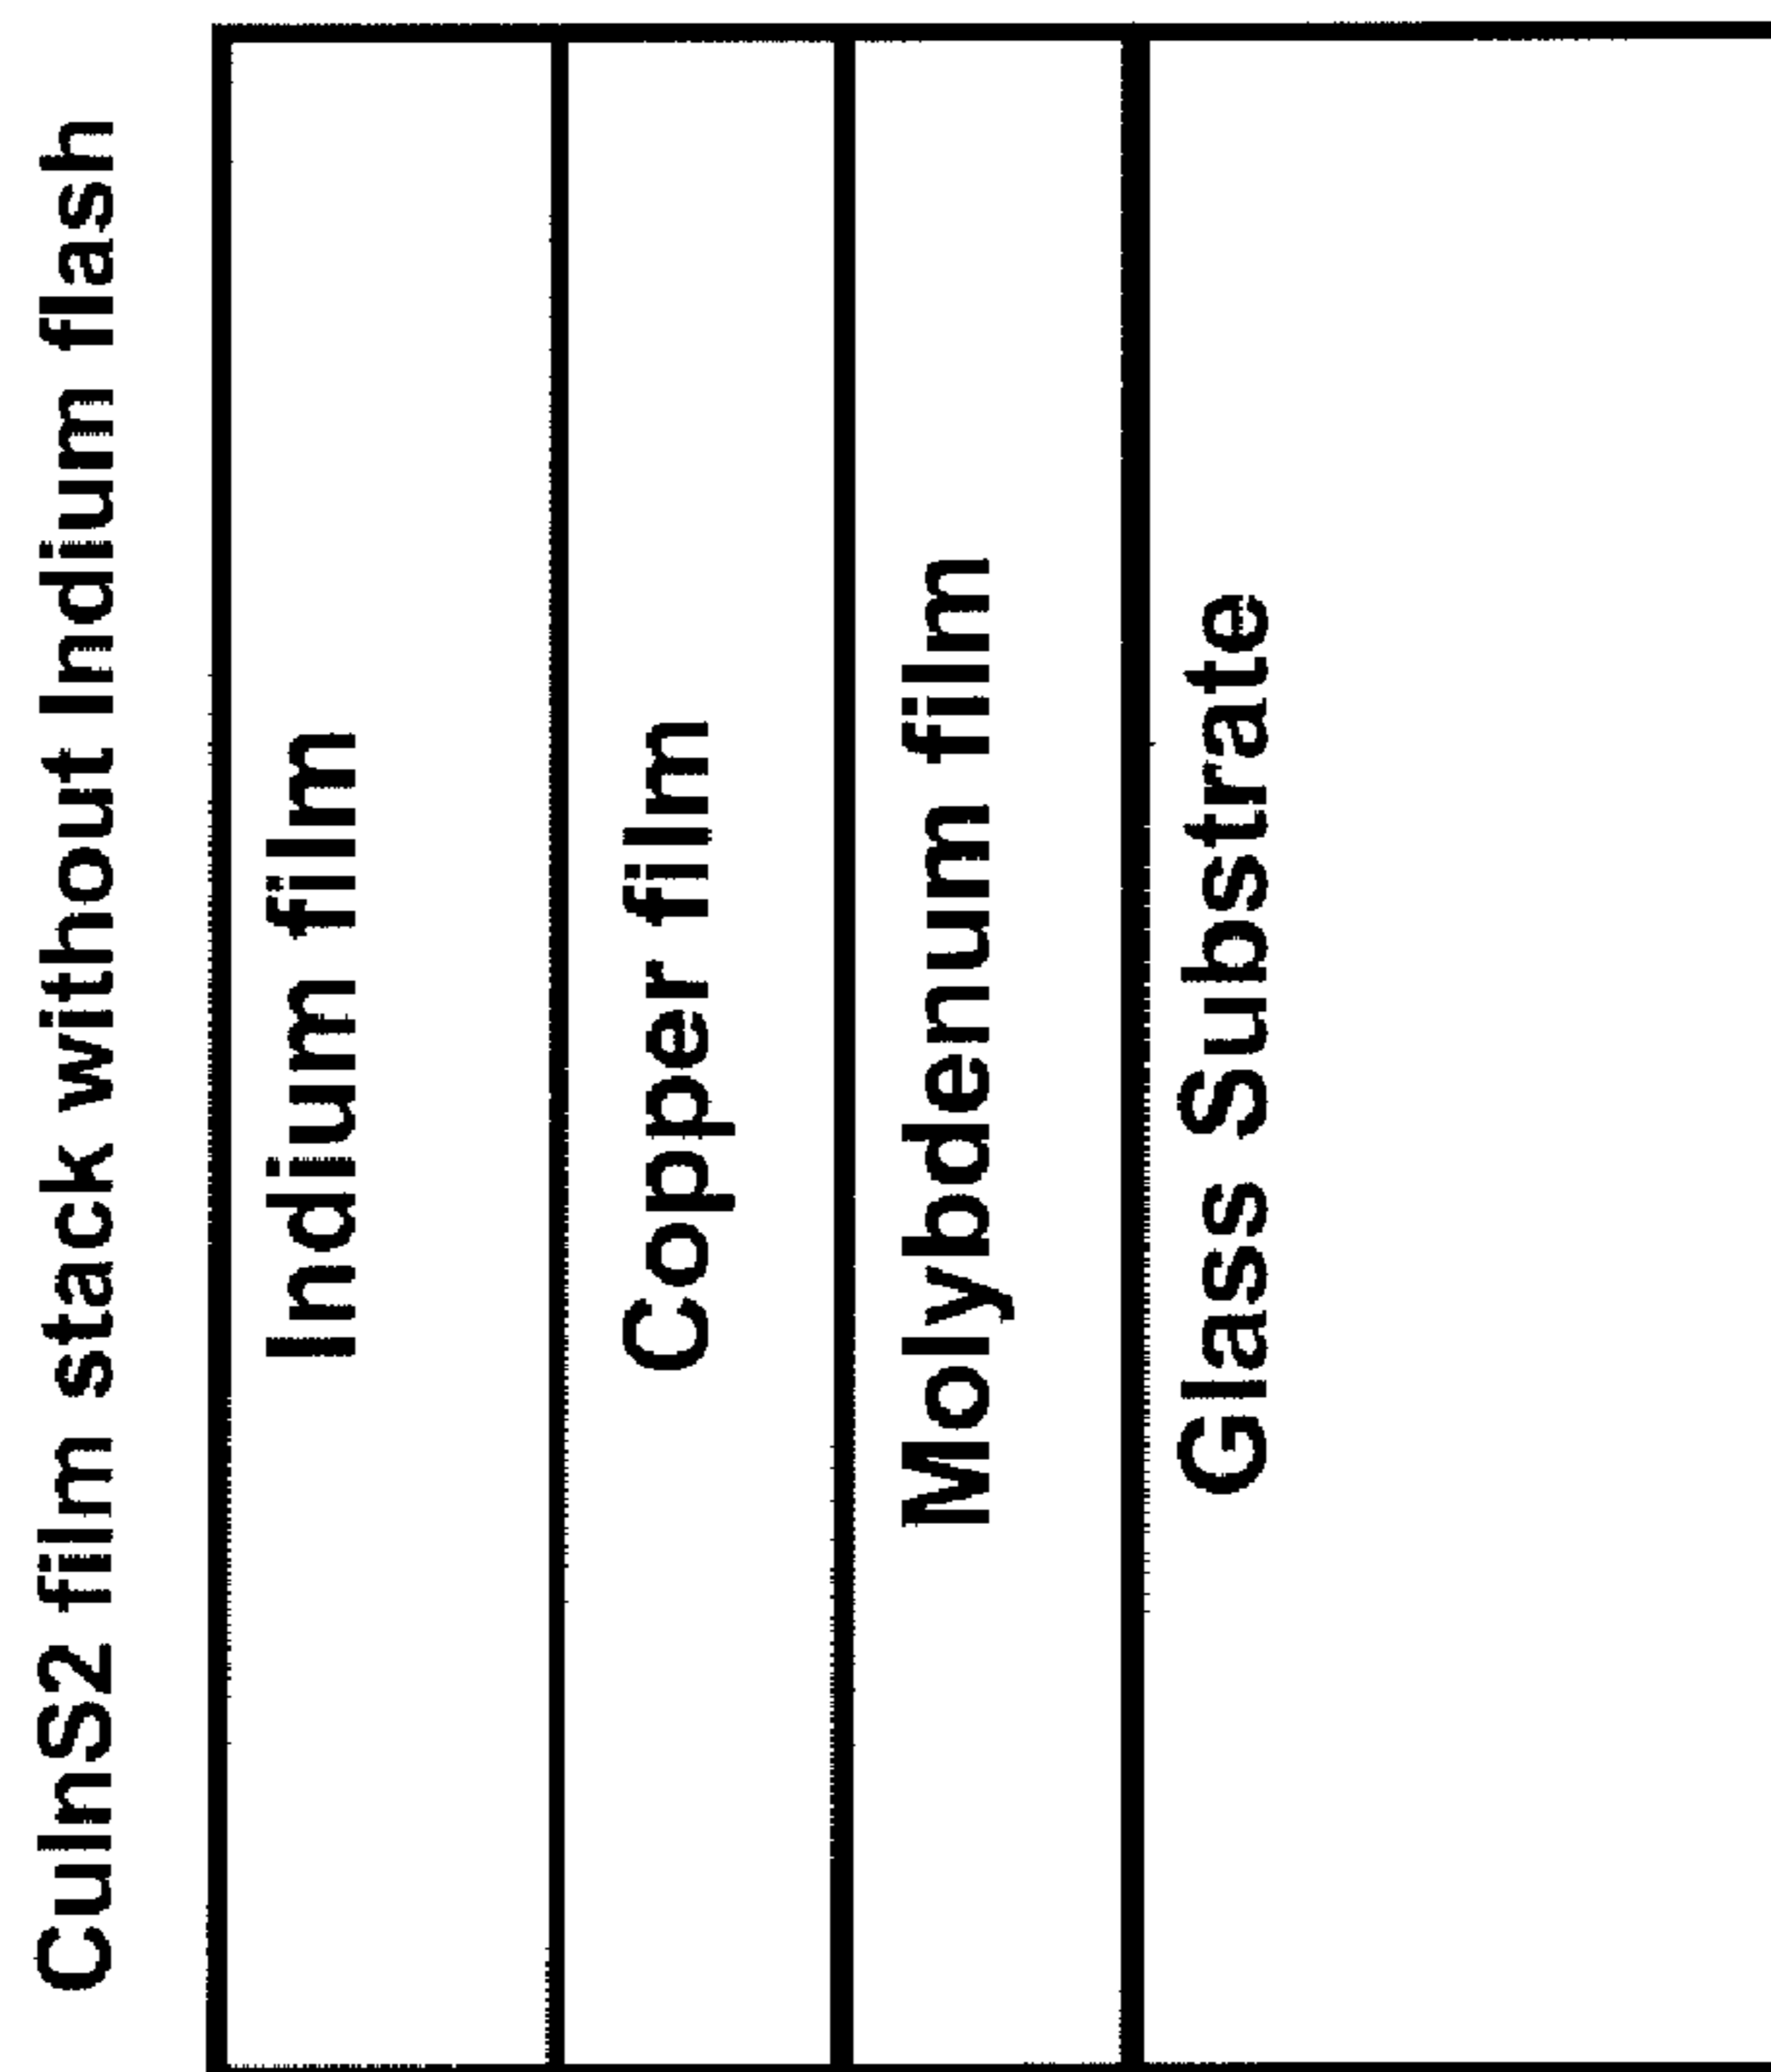 CuInS2 film stack without Indium flash
Indium film
Copper film
Molybdenum film
Glass Substrate